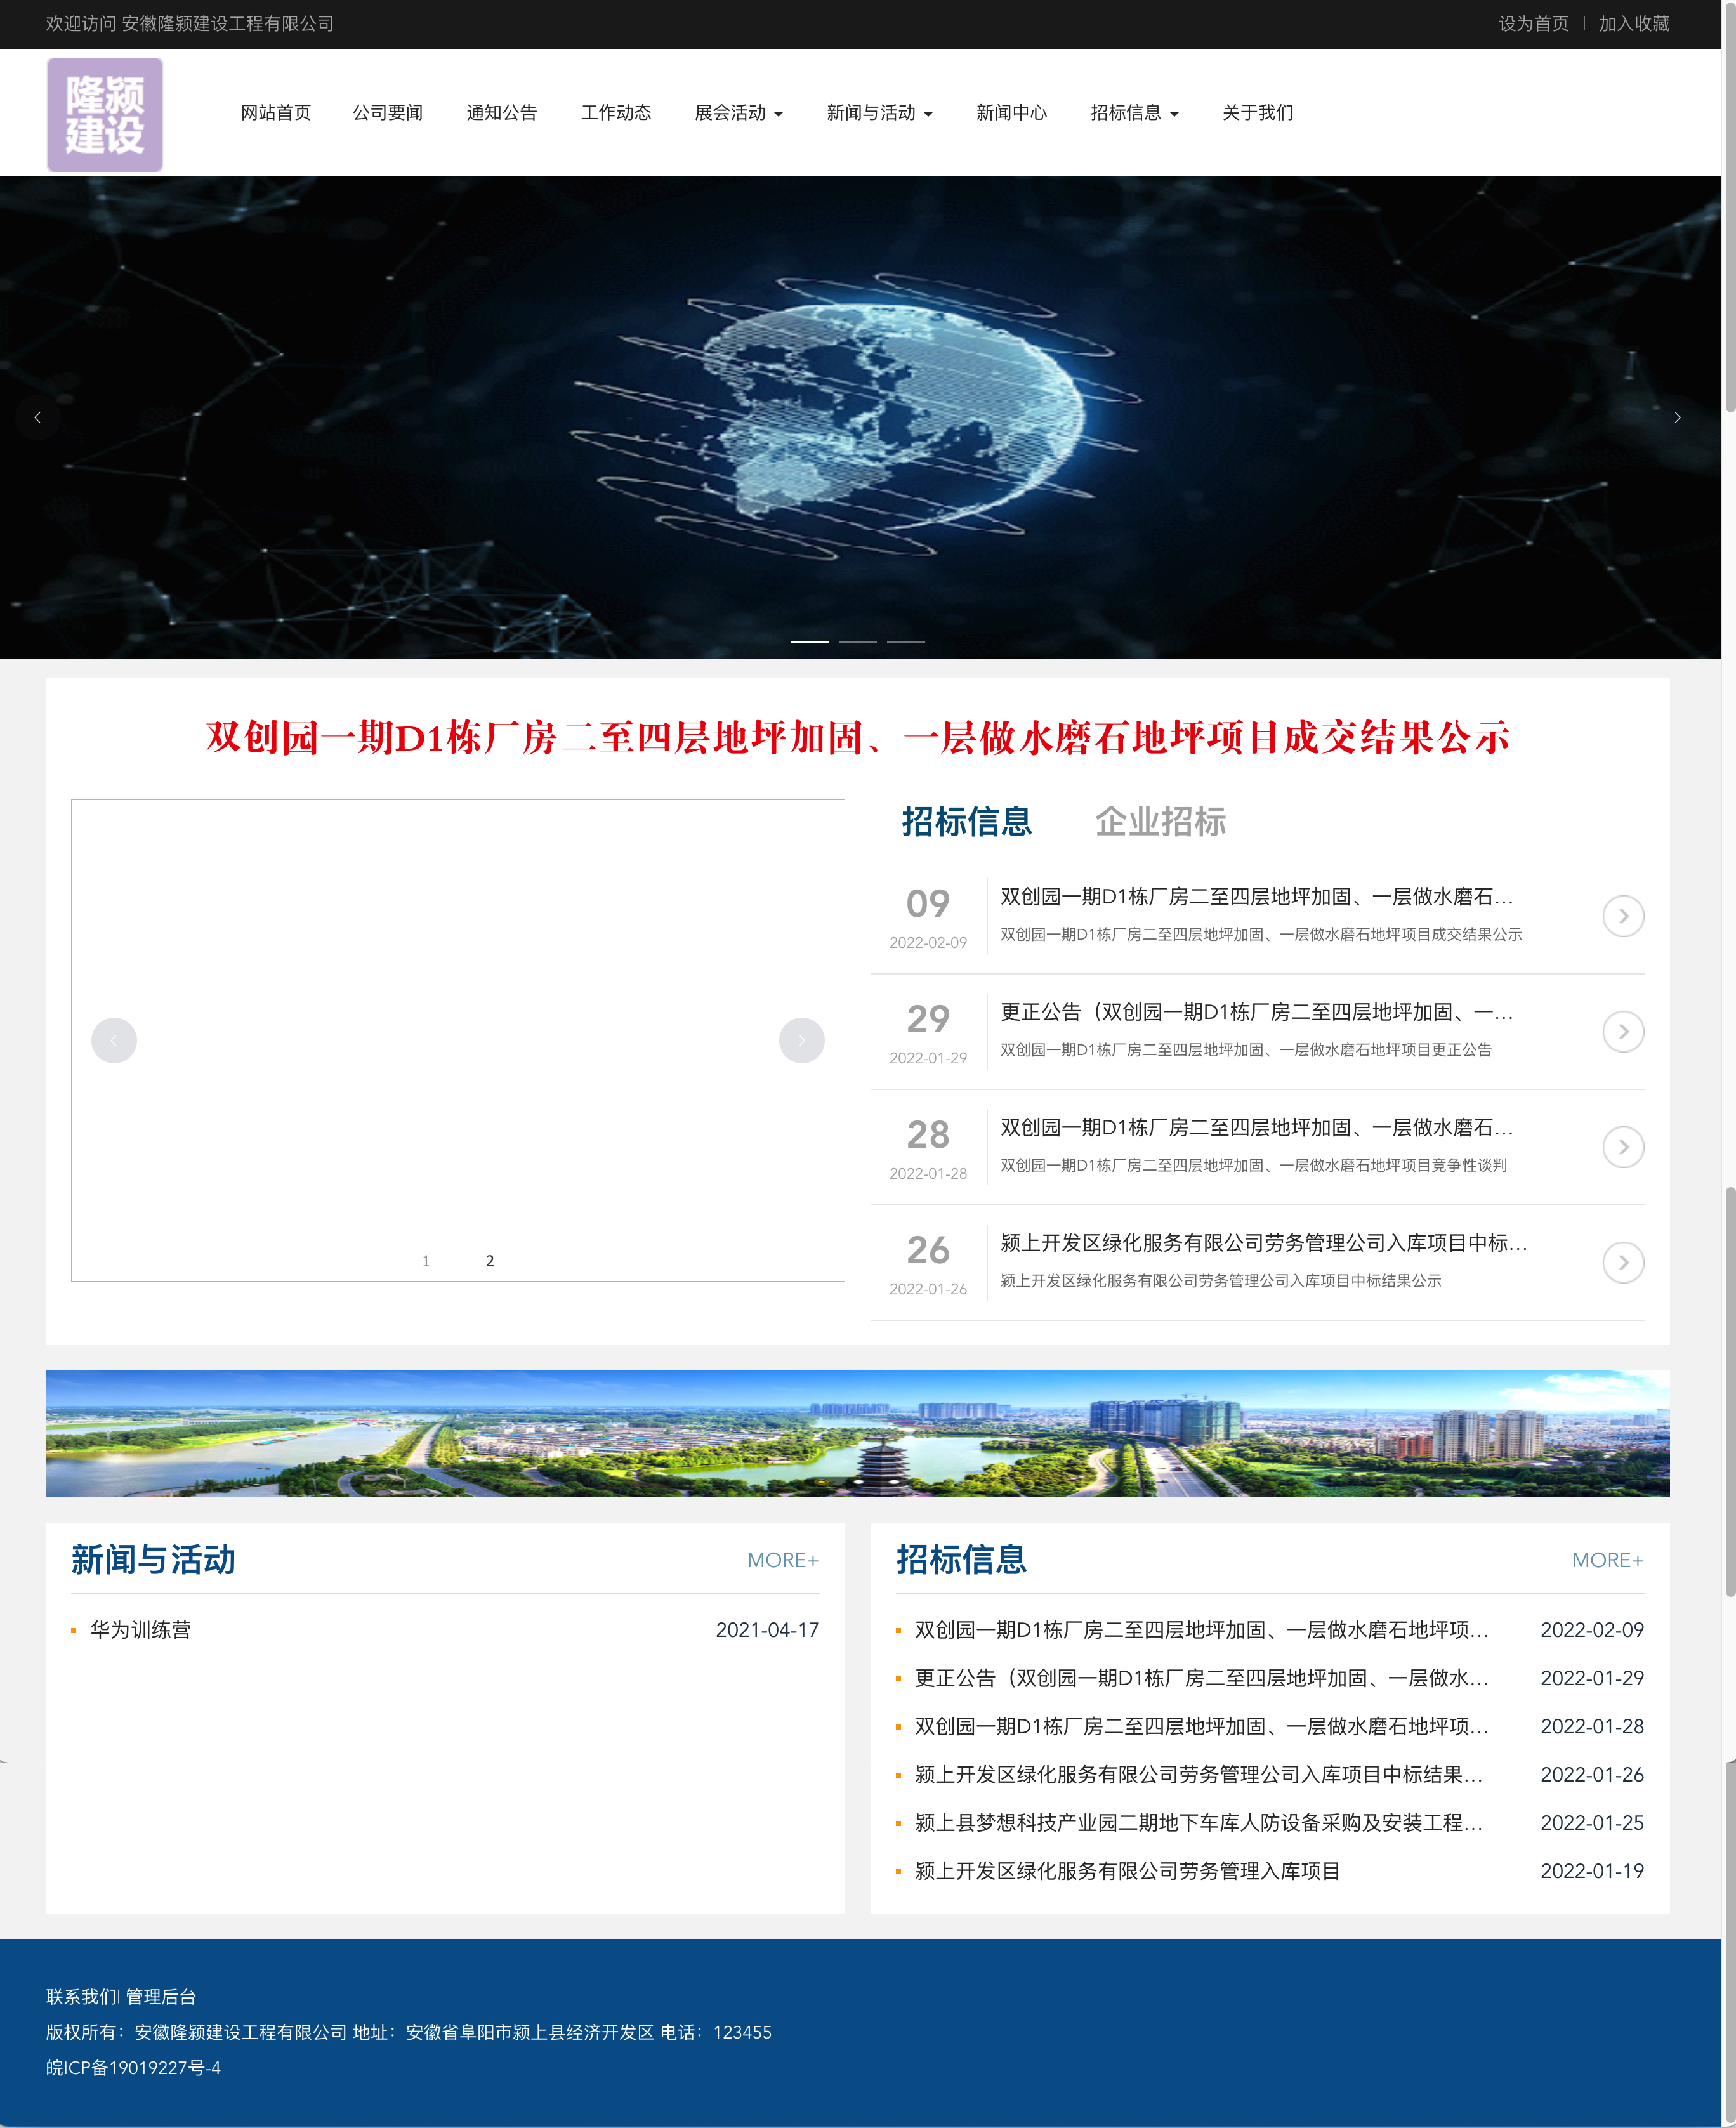 欢迎访问 安徽隆颍建设工程有限公司
设为首页 | 加入收藏
隆颍
建设
网站首页 公司要闻 通知公告 工作动态 展会活动 新闻与活动 新闻中心 招标信息 关于我们
双创园一期D1栋厂房二至四层地坪加固、一层做水磨石地坪项目成交结果公示
招标信息 企业招标
09
2022-02-09
双创园一期D1栋厂房二至四层地坪加固、一层做水磨石…
双创园一期D1栋厂房二至四层地坪加固、一层做水磨石地坪项目成交结果公示
29
2022-01-29
更正公告（双创园一期D1栋厂房二至四层地坪加固、一…
双创园一期D1栋厂房二至四层地坪加固、一层做水磨石地坪项目更正公告
28
2022-01-28
双创园一期D1栋厂房二至四层地坪加固、一层做水磨石…
双创园一期D1栋厂房二至四层地坪加固、一层做水磨石地坪项目竞争性谈判
26
2022-01-26
颍上开发区绿化服务有限公司劳务管理公司入库项目中标…
颍上开发区绿化服务有限公司劳务管理公司入库项目中标结果公示
1 2
新闻与活动 MORE+
华为训练营 2021-04-17
招标信息 MORE+
双创园一期D1栋厂房二至四层地坪加固、一层做水磨石地坪项… 2022-02-09
更正公告（双创园一期D1栋厂房二至四层地坪加固、一层做水… 2022-01-29
双创园一期D1栋厂房二至四层地坪加固、一层做水磨石地坪项… 2022-01-28
颍上开发区绿化服务有限公司劳务管理公司入库项目中标结果… 2022-01-26
颍上县梦想科技产业园二期地下车库人防设备采购及安装工程… 2022-01-25
颍上开发区绿化服务有限公司劳务管理入库项目 2022-01-19
联系我们| 管理后台
版权所有：安徽隆颍建设工程有限公司 地址：安徽省阜阳市颍上县经济开发区 电话：123455
皖ICP备19019227号-4